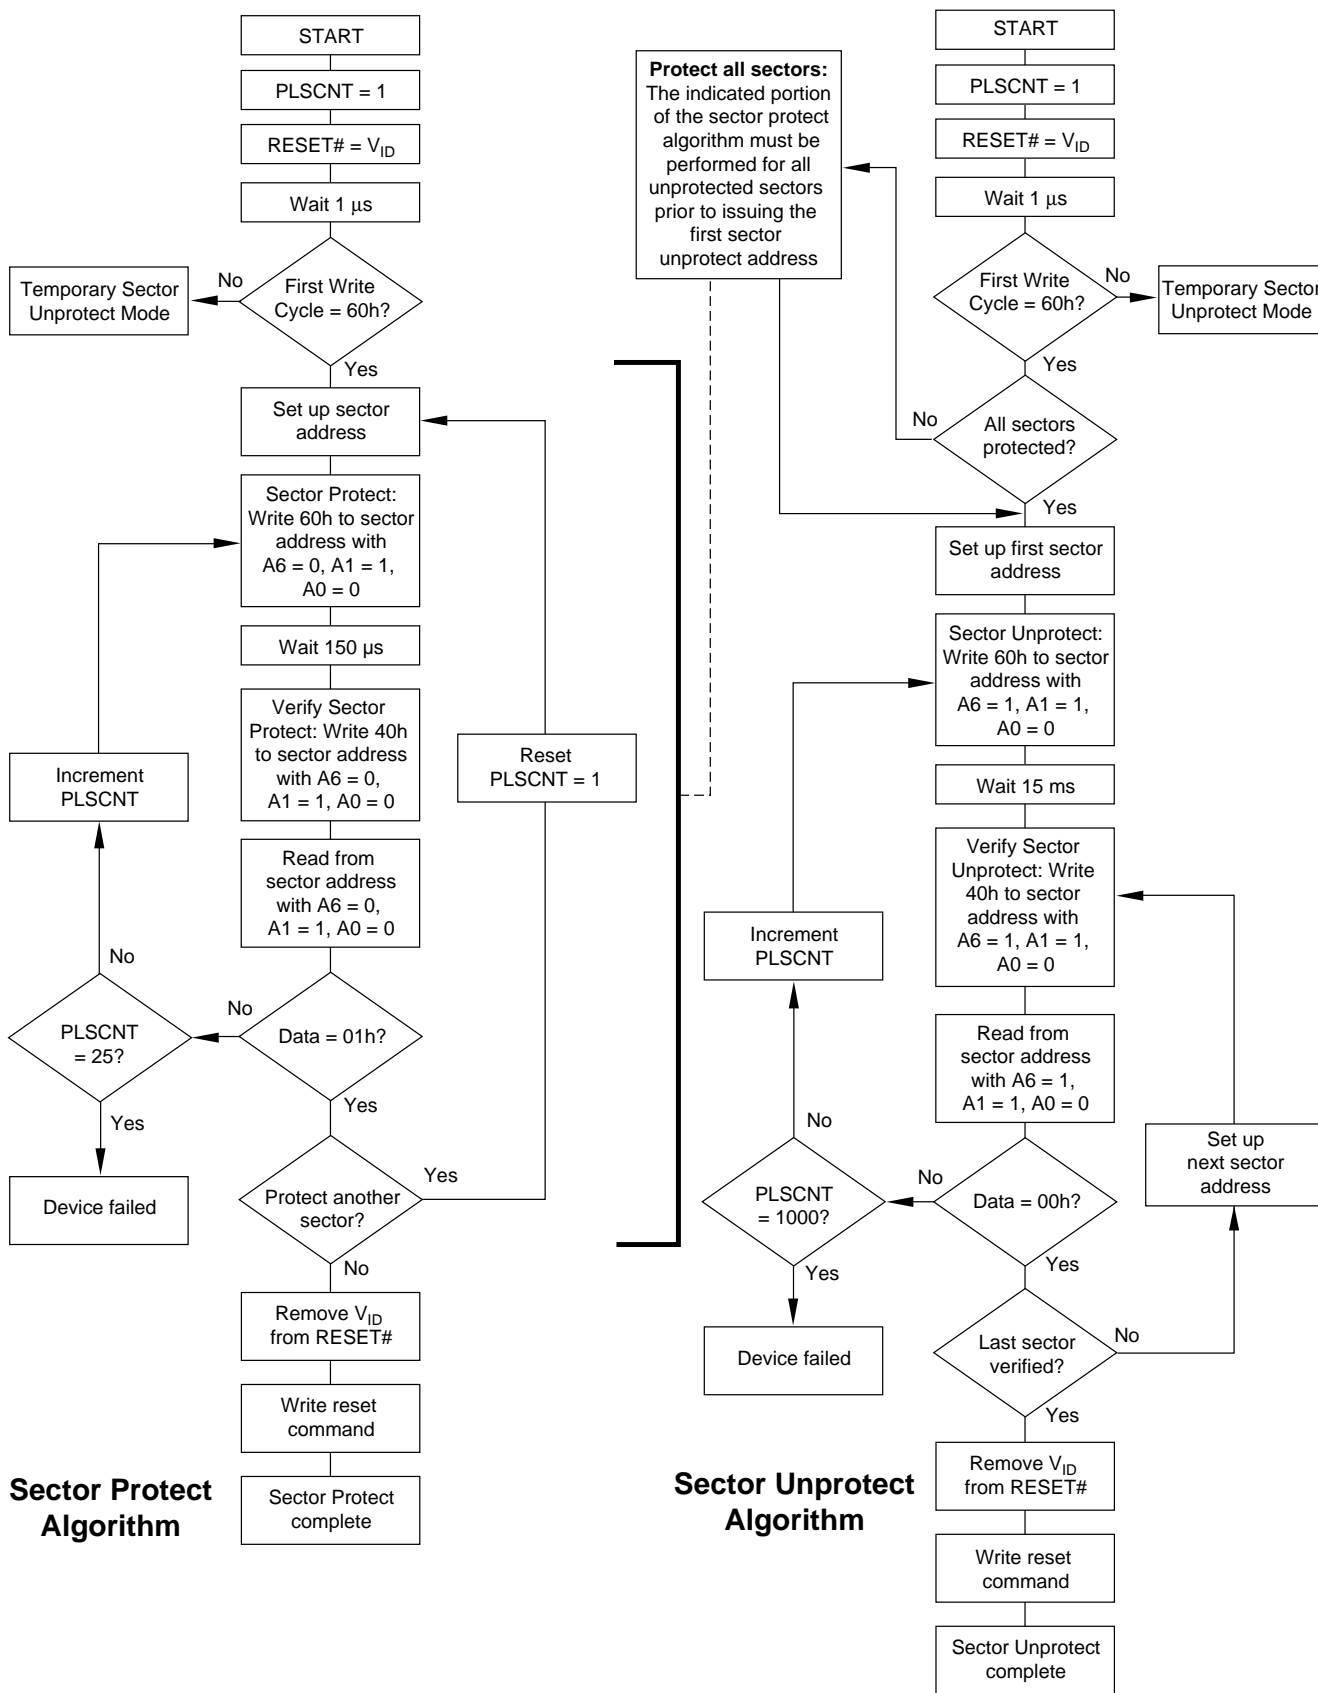 START
PLSCNT = 1
RESET# = VID
Wait 1 μs
First Write
Cycle = 60h?
No
Temporary Sector
Unprotect Mode
Yes
Set up sector
address
Sector Protect:
Write 60h to sector
address with
A6 = 0, A1 = 1,
A0 = 0
Wait 150 µs
Verify Sector
Protect: Write 40h
to sector address
with A6 = 0,
A1 = 1, A0 = 0
Reset
PLSCNT = 1
Increment
PLSCNT
Read from
sector address
with A6 = 0,
A1 = 1, A0 = 0
No
No
Data = 01h?
PLSCNT
= 25?
Yes
Yes
Device failed
Protect another
sector?
Yes
No
Remove VID
from RESET#
Write reset
command
Sector Protect
complete
Sector Protect
Algorithm
START
Protect all sectors:
The indicated portion
of the sector protect
algorithm must be
performed for all
unprotected sectors
prior to issuing the
first sector
unprotect address
PLSCNT = 1
RESET# = VID
Wait 1 μs
First Write
Cycle = 60h?
No
Temporary Sector
Unprotect Mode
Yes
No
All sectors
protected?
Yes
Set up first sector
address
Sector Unprotect:
Write 60h to sector
address with
A6 = 1, A1 = 1,
A0 = 0
Wait 15 ms
Verify Sector
Unprotect: Write
40h to sector
address with
A6 = 1, A1 = 1,
A0 = 0
Increment
PLSCNT
Read from
sector address
with A6 = 1,
A1 = 1, A0 = 0
No
Set up
next sector
address
No
Data = 00h?
PLSCNT
= 1000?
Yes
Yes
Device failed
Last sector
verified?
No
Yes
Remove VID
from RESET#
Write reset
command
Sector Unprotect
complete
Sector Unprotect
Algorithm